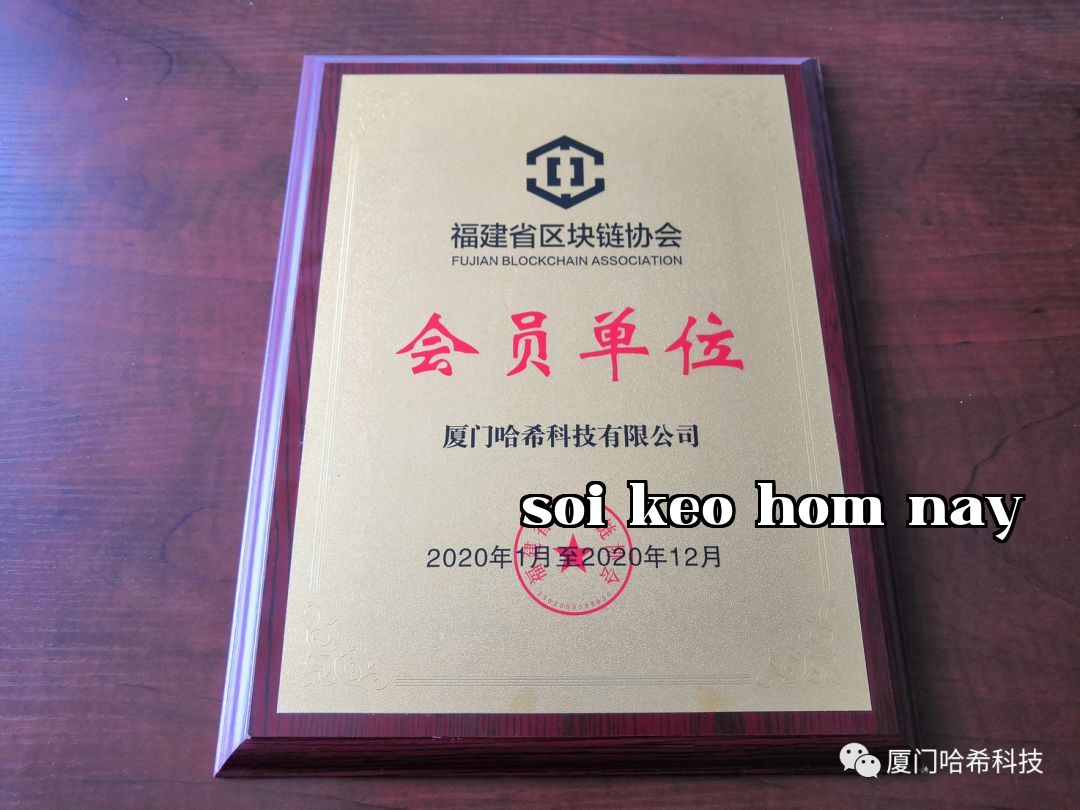 福建省区块链协会
FUJIAN BLOCKCHAIN ASSOCIATION
会员单位
厦门哈希科技有限公司
soi keo hom nay
2020年1月至2020年12月
厦门哈希科技